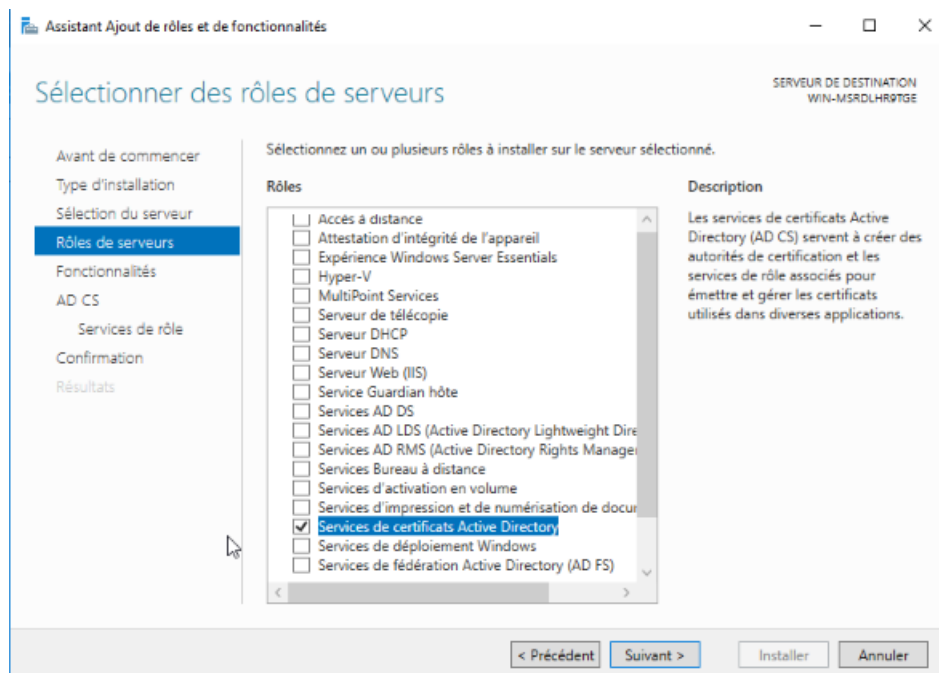 Assistant Ajout de rôles et de fonctionnalités
Sélectionner des rôles de serveurs
SERVEUR DE DESTINATION
WIN-MSRDLHR9TGE
Avant de commencer
Type d'installation
Sélection du serveur
Rôles de serveurs
Fonctionnalités
AD CS
Services de rôle
Confirmation
Résultats
Sélectionnez un ou plusieurs rôles à installer sur le serveur sélectionné.
Rôles
Accès à distance
Attestation d'intégrité de l'appareil
Expérience Windows Server Essentials
Hyper-V
MultiPoint Services
Serveur de télécopie
Serveur DHCP
Serveur DNS
Serveur Web (IIS)
Service Guardian hôte
Services AD DS
Services AD LDS (Active Directory Lightweight Dire
Services AD RMS (Active Directory Rights Manage
Services Bureau à distance
Services d'activation en volume
Services d'impression et de numérisation de docu
Services de certificats Active Directory
Services de déploiement Windows
Services de fédération Active Directory (AD FS)
Description
Les services de certificats Active
Directory (AD CS) servent à créer des
autorités de certification et les
services de rôle associés pour
émettre et gérer les certificats
utilisés dans diverses applications.
< Précédent
Suivant >
Installer
Annuler